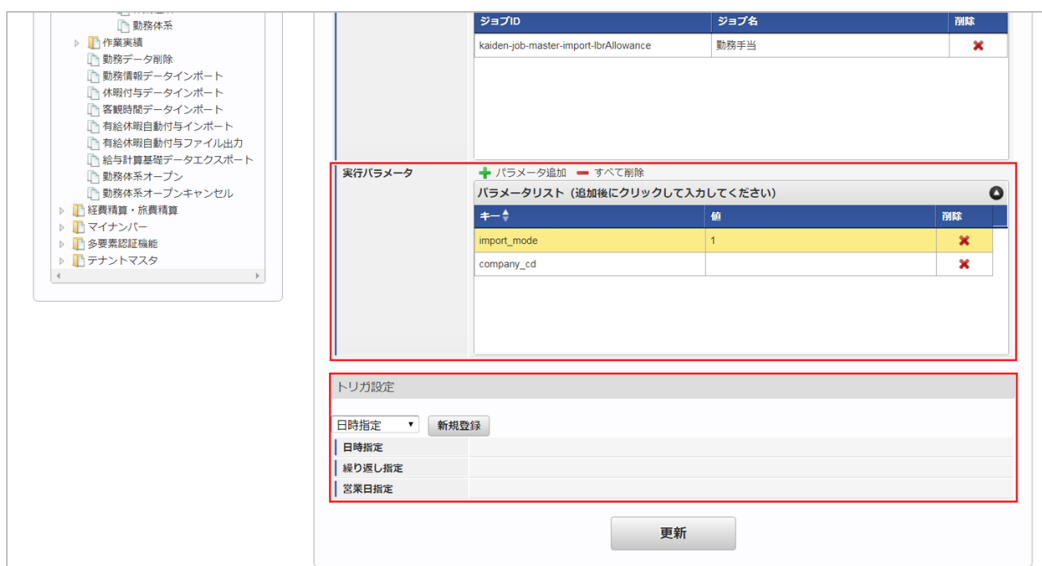 勤務体系
作業実績
勤務データ削除
勤務情報データインポート
休暇付与データインポート
客観時間データインポート
有給休暇自動付与インポート
有給休暇自動付与ファイル出力
給与計算基礎データエクスポート
勤務体系オープン
勤務体系オープンキャンセル
経費精算・旅費精算
マイナンバー
多要素認証機能
テナントマスタ
ジョブID ジョブ名 削除
kaiden-job-master-import-lbrAllowance 勤務手当
実行パラメータ パラメータ追加 すべて削除
パラメータリスト（追加後にクリックして入力してください）
キー 値 削除
import_mode 1
company_cd
トリガ設定
日時指定 新規登録
日時指定
繰り返し指定
営業日指定
更新